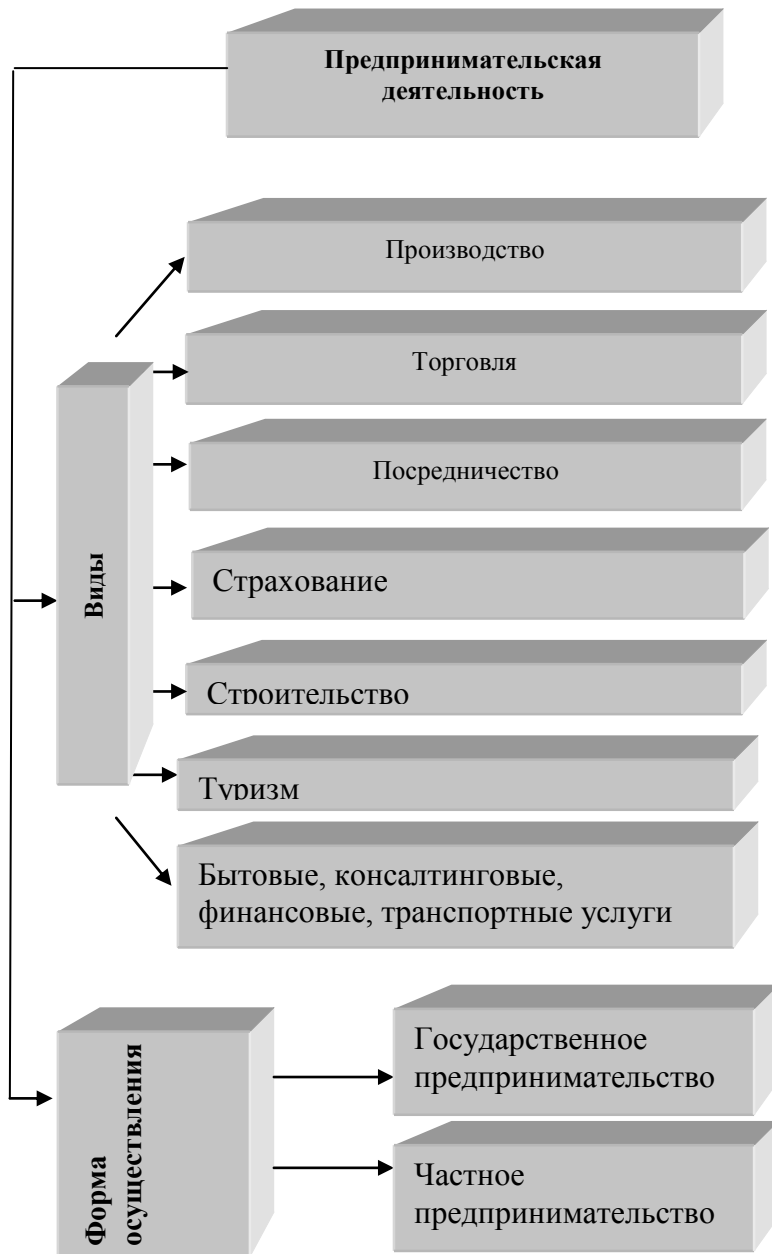 Предпринимательская
деятельность
Производство
Торговля
Посредничество
Виды
Страхование
Строительство
Туризм
Бытовые, консалтинговые,
финансовые, транспортные услуги
Форма
осуществления
Государственное
предпринимательство
Частное
предпринимательство